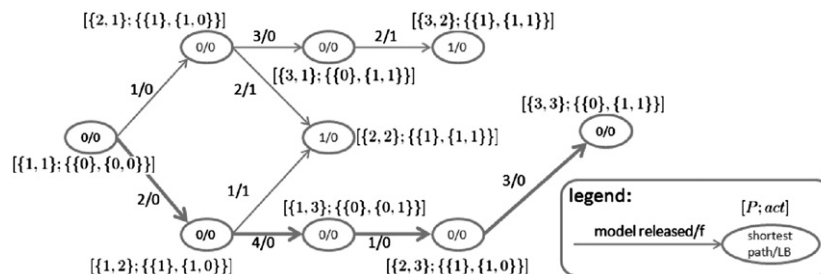 [{2, 1}; {{1}, {1, 0}}]
[{3, 2}; {{1}, {1, 1}}]
0/0
3/0
0/0
2/1
1/0
[{3, 1}; {{0}, {1, 1}}]
1/0
2/1
[{3, 3}; {{0}, {1, 1}}]
0/0
0/0
1/0
[{2, 2}; {{1}, {1, 1}}]
[{1, 1}; {{0}, {0, 0}}]
2/0
1/1
3/0
[{1, 3}; {{0}, {0, 1}}]
0/0
4/0
0/0
1/0
0/0
[{1, 2}; {{1}, {1, 0}}]
[{2, 3}; {{1}, {1, 0}}]
legend:
[P; act]
model released/f
shortest
path/LB